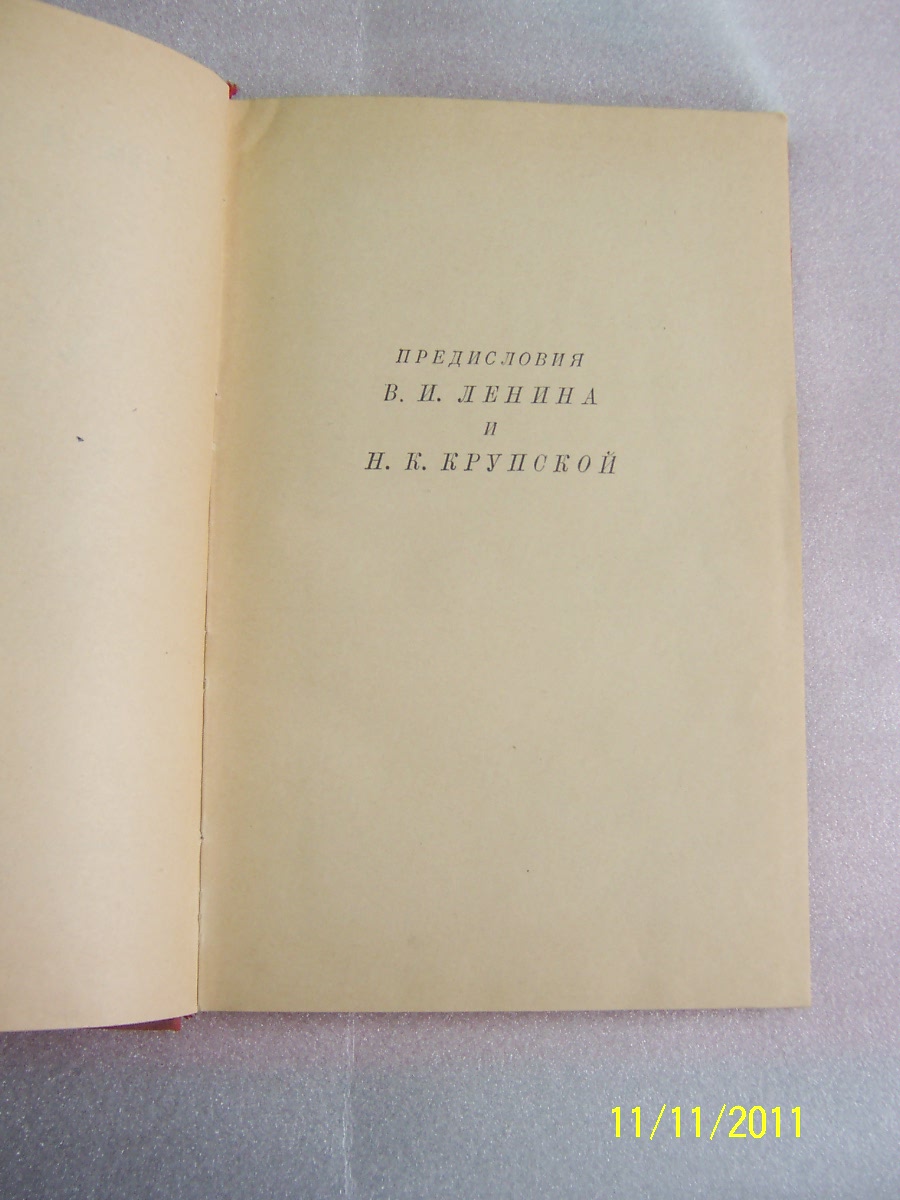 ПРЕДИСЛОВИЯ
В. И. ЛЕНИНА
И
Н. К. КРУПСКОЙ
11/11/2011